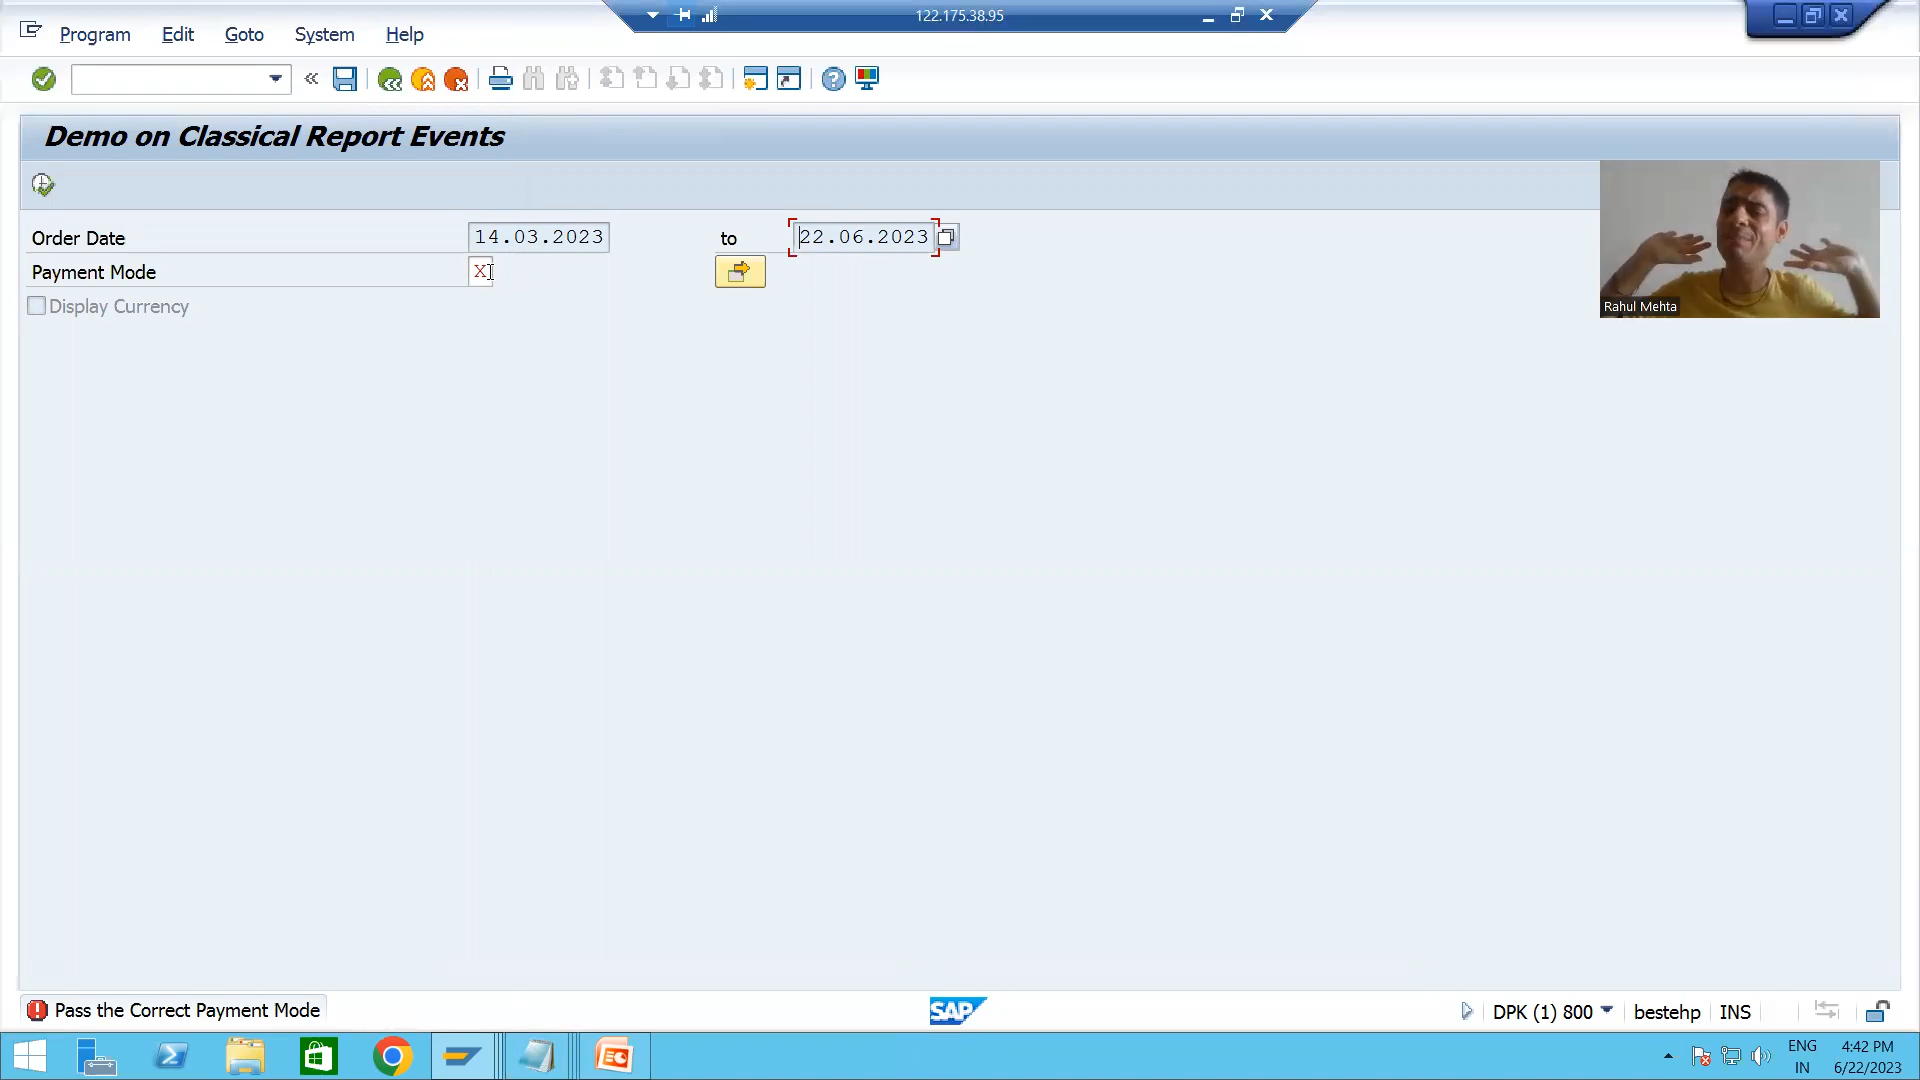 122.175.38.95
Program Edit Goto System Help
Demo on Classical Report Events
Order Date 14.03.2023 to 22.06.2023
Payment Mode X
Display Currency
Rahul Mehta
Pass the Correct Payment Mode
SAP
DPK (1) 800 bestehp INS
ENG 4:42 PM
IN 6/22/2023